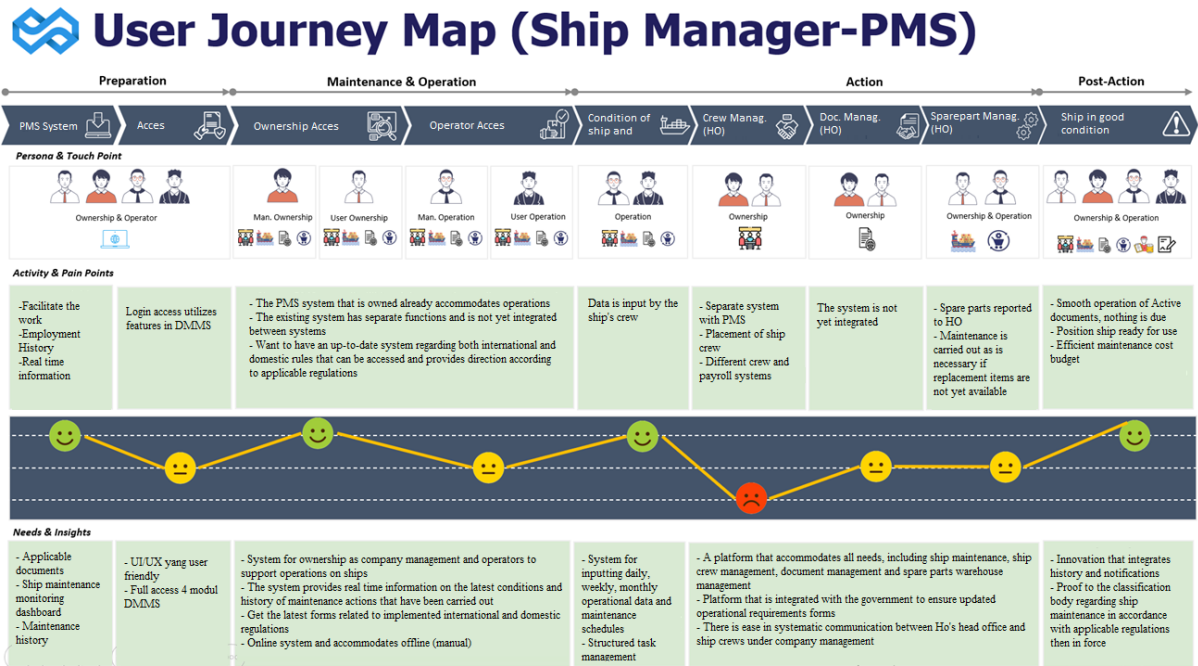 User Journey Map (Ship Manager-PMS)
Preparation
Maintenance & Operation
Action
Post-Action
PMS System
Acces
Ownership Acces
Operator Acces
Condition of
ship and
Crew Manag.
(HO)
Doc. Manag.
(HO)
Sparepart Manag.
(HO)
Ship in good
condition
Persona & Touch Point
Ownership & Operator
Man. Ownership
User Ownership
Man. Operation
User Operation
Operation
Ownership
Ownership
Ownership & Operation
Ownership & Operation
Activity & Pain Points
-Facilitate the
work
-Employment
History
-Real time
information
Login access utilizes
features in DMMS
- The PMS system that is owned already accommodates operations
- The existing system has separate functions and is not yet integrated
between systems
- Want to have an up-to-date system regarding both international and
domestic rules that can be accessed and provides direction according
to applicable regulations
Data is input by the
ship's crew
- Separate system
with PMS
- Placement of ship
crew
- Different crew and
payroll systems
The system is not
yet integrated
- Spare parts reported
to HO
- Maintenance is
carried out as is
necessary if
replacement items are
not yet available
- Smooth operation of Active
documents, nothing is due
- Position ship ready for use
- Efficient maintenance cost
budget
Needs & Insights
- Applicable
documents
- Ship maintenance
monitoring
dashboard
- Maintenance
history
- UI/UX yang user
friendly
- Full access 4 modul
DMMS
- System for ownership as company management and operators to
support operations on ships
- The system provides real time information on the latest conditions and
history of maintenance actions that have been carried out
- Get the latest forms related to implemented international and domestic
regulations
- Online system and accommodates offline (manual)
- System for
inputting daily,
weekly, monthly
operational data and
maintenance
schedules
- Structured task
management
- A platform that accommodates all needs, including ship maintenance, ship
crew management, document management and spare parts warehouse
management
- Platform that is integrated with the government to ensure updated
operational requirements forms
- There is ease in systematic communication between Ho's head office and
ship crews under company management
- Innovation that integrates
history and notifications
- Proof to the classification
body regarding ship
maintenance in accordance
with applicable regulations
then in force